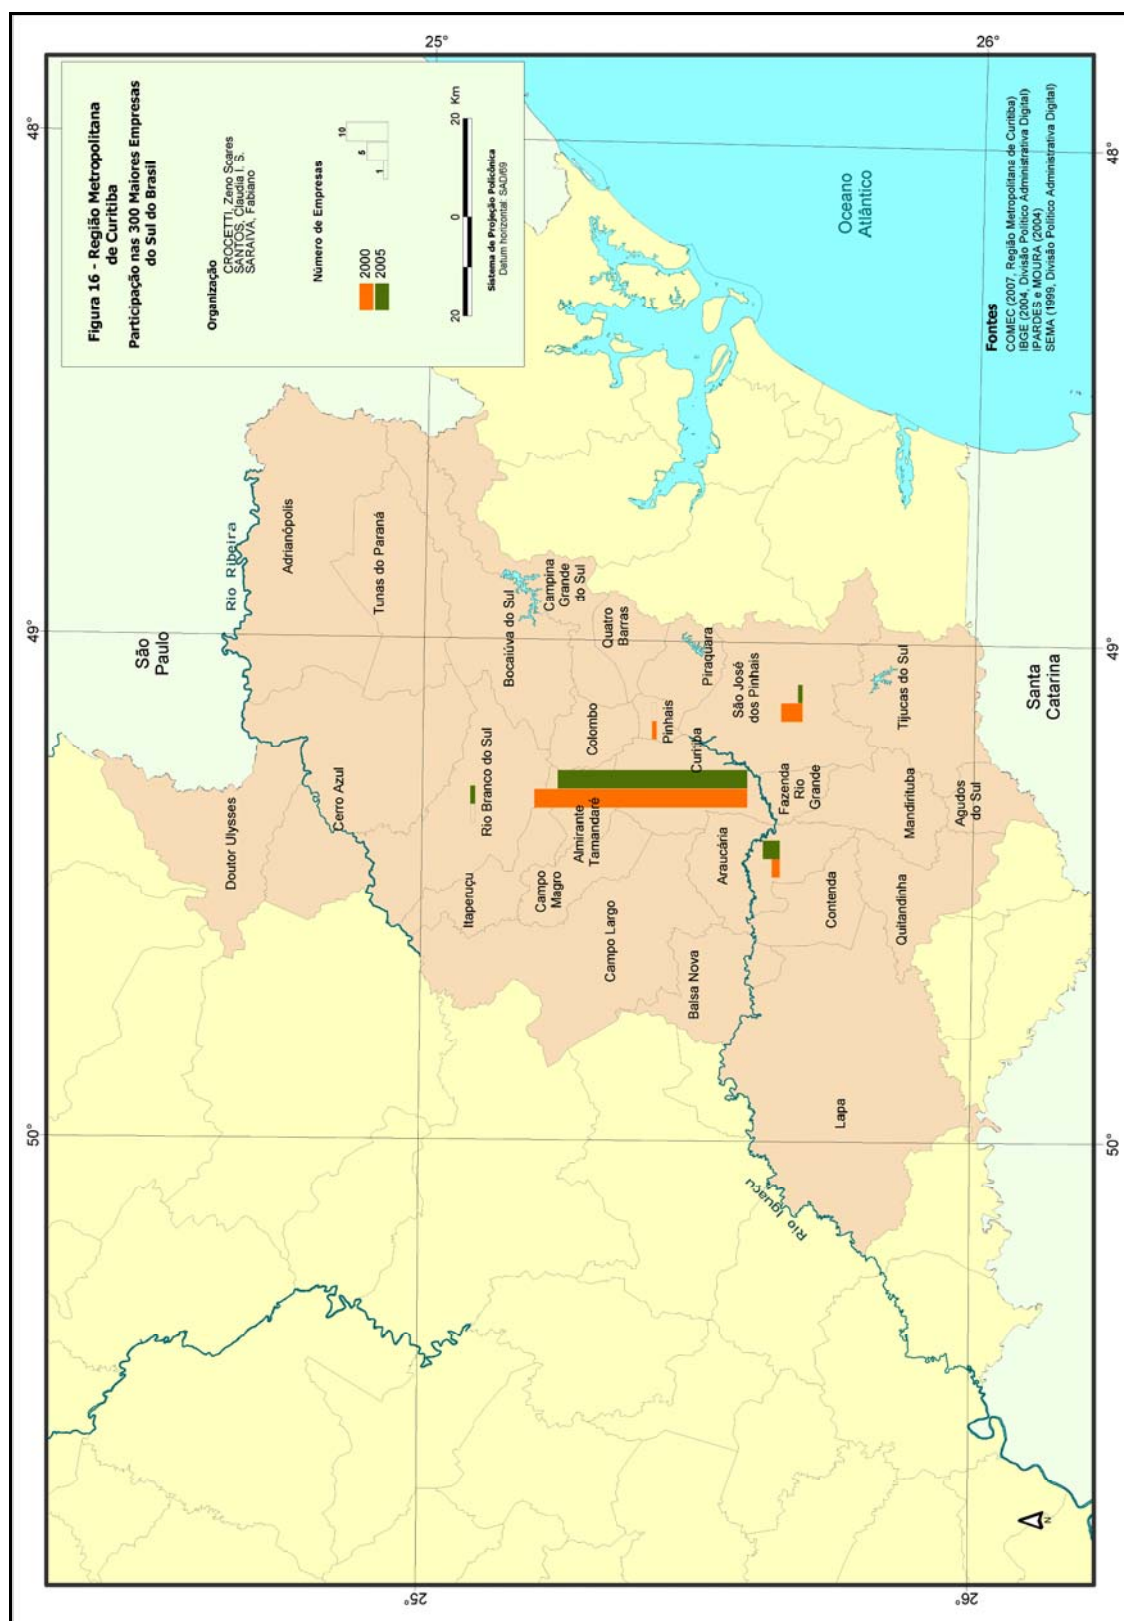 Figura 16 - Região Metropolitana
de Curitiba
Participação nas 300 Maiores Empresas
do Sul do Brasil
Organização
CROCETTI, Zeno Soares
SANTOS, Claudia I. S.
SARAIVA, Fabiano
Número de Empresas
1
5
10
2000
2005
20
0
20
Km
Sistema de Projeção Policônica
Datum horizontal: SAD/69
50°
49°
48°
25°
25°
26°
26°
50°
49°
48°
São
Paulo
Rio Ribeira
Adrianópolis
Tunas do Paraná
Doutor Ulysses
Cerro Azul
Bocaiúva do Sul
Campina
Grande
do Sul
Rio Branco do Sul
Itaperuçu
Quatro
Barras
Colombo
Almirante
Tamandaré
Campo
Magro
Campo Largo
Pinhais
Piraquara
Curitiba
São José
dos Pinhais
Araucária
Balsa Nova
Fazenda
Rio
Grande
Contenda
Lapa
Tijucas do Sul
Mandirituba
Quitandinha
Agudos
do Sul
Rio Iguaçu
Santa
Catarina
Oceano
Atlântico
Fontes
COMEC (2007, Região Metropolitana de Curitiba)
IBGE (2004, Divisão Político Administrativa Digital)
IPARDES e MOURA (2004)
SEMA (1999, Divisão Político Administrativa Digital)
N